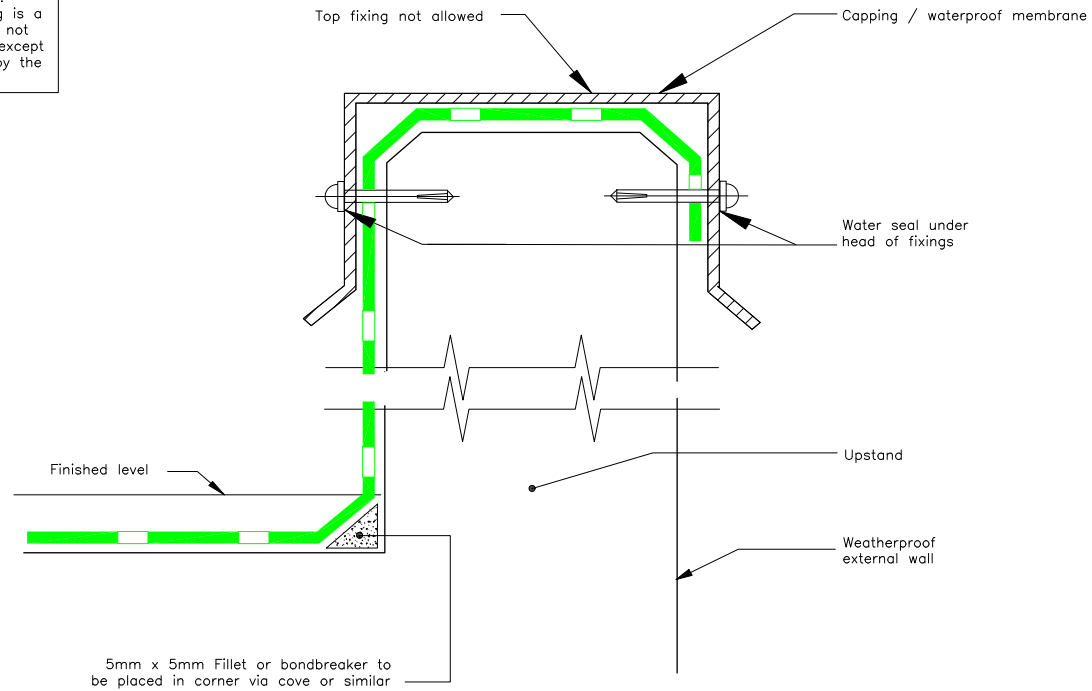 g is a
not
except
by the
Top fixing not allowed
Capping / waterproof membrane
Water seal under
head of fixings
Finished level
Upstand
Weatherproof
external wall
5mm x 5mm Fillet or bondbreaker to
be placed in corner via cove or similar